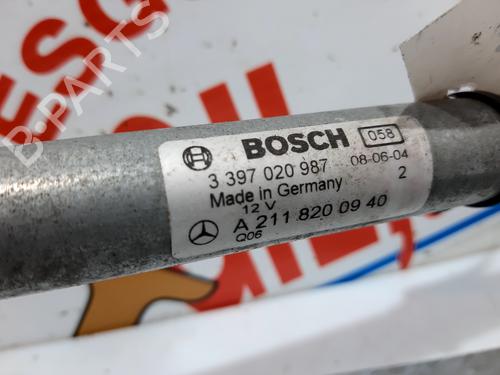 BOSCH 058
3 397 020 987 08-06-04
Made in Germany 2
12 V
A 211 820 09 40
Q06